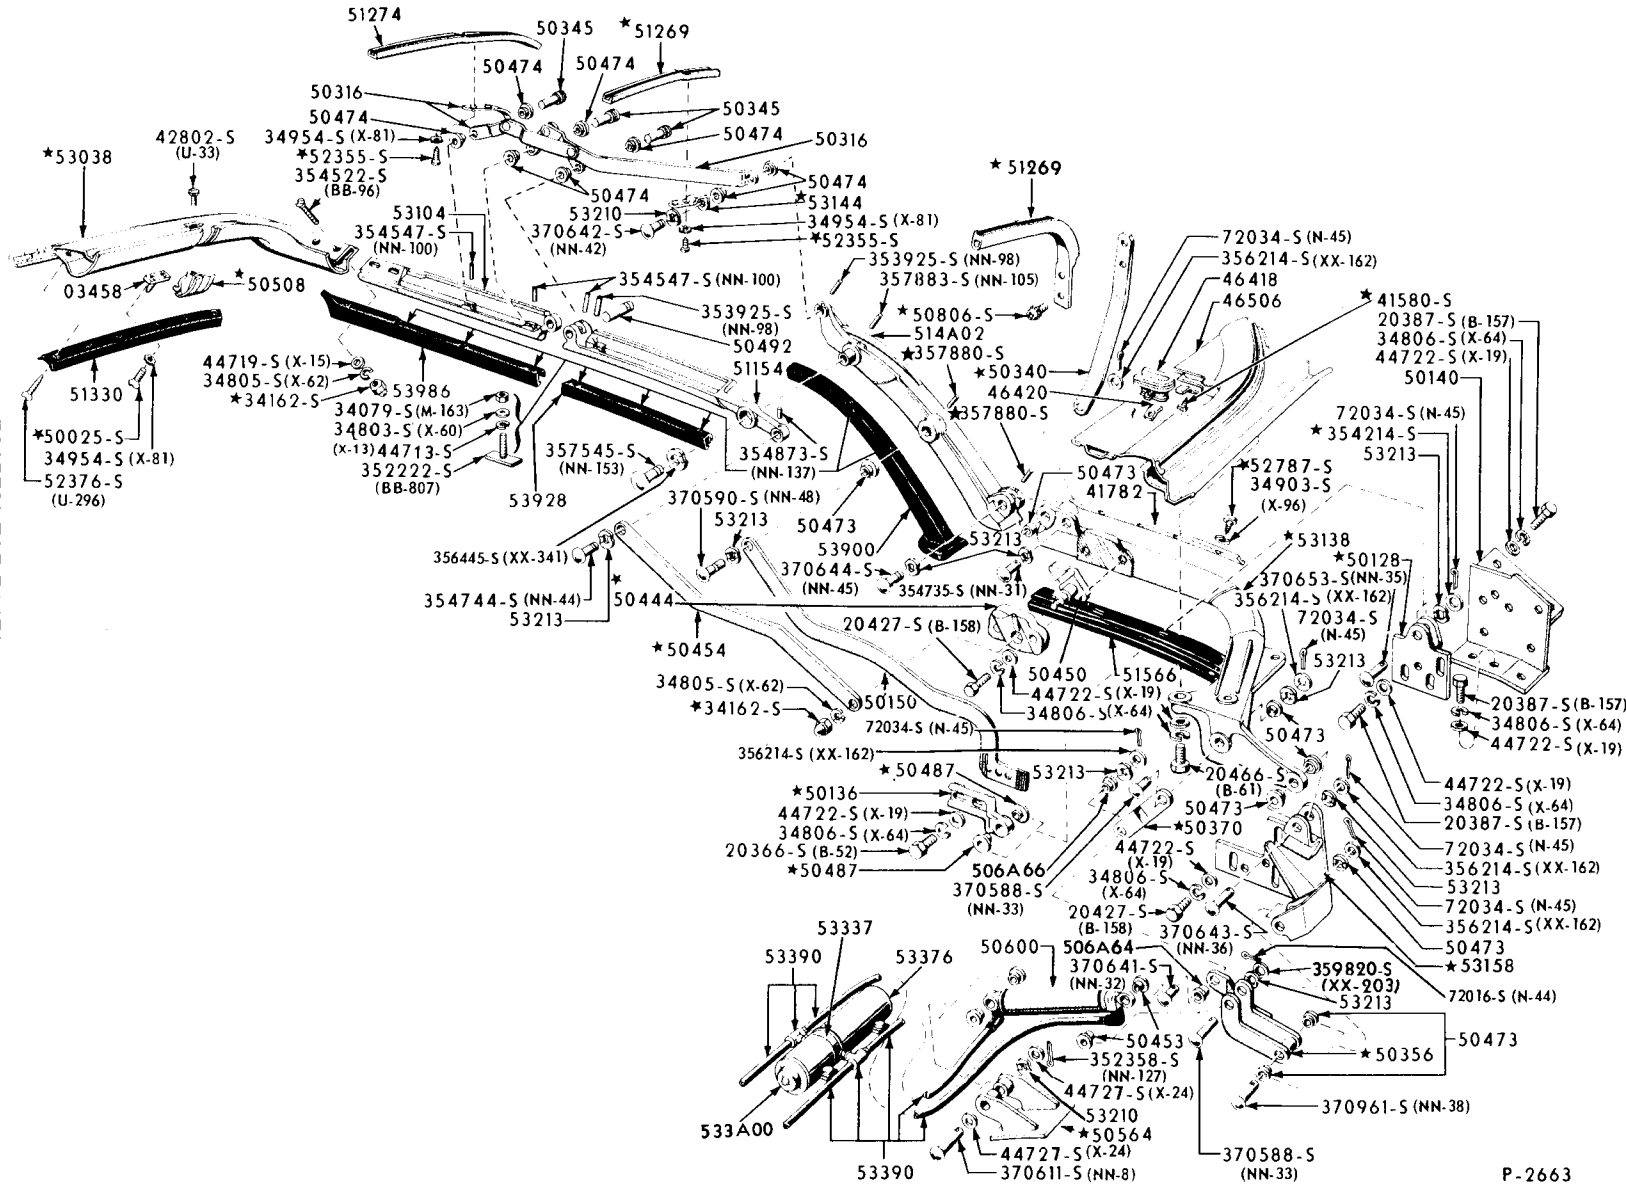 51274
50345
★51269
50474
50474
50316
50474
34954-S (X-81)
★52355-S
354522-S
(BB-96)
42802-S
(U-33)
★53038
50345
50474
50316
50474
50474
★53144
53210
370642-S
(NN-42)
34954-S (X-81)
★52355-S
★51269
53104
354547-S
(NN-100)
03458
★50508
354547-S (NN-100)
353925-S
(NN-98)
50492
51154
353925-S (NN-98)
357883-S (NN-105)
★50806-S
514A02
★357880-S
★50340
46420
★357880-S
72034-S (N-45)
356214-S (XX-162)
46418
46506
★41580-S
20387-S (B-157)
34806-S (X-64)
44722-S (X-19)
50140
72034-S (N-45)
★354214-S
53213
51330
44719-S (X-15)
34805-S (X-62)
★34162-S
53986
34079-S (M-163)
34803-S (X-60)
(X-13) 44713-S
352222-S
(BB-807)
★50025-S
34954-S (X-81)
52376-S
(U-296)
53928
357545-S
(NN-153)
354873-S
(NN-137)
370590-S (NN-48)
53213
50473
53900
370644-S
(NN-45)
50473
41782
53213
354735-S (NN-31)
★52787-S
34903-S
(X-96)
★53138
★50128
370653-S (NN-35)
356214-S (XX-162)
72034-S
(N-45)
53213
356445-S (XX-341)
354744-S (NN-44)
53213
★50444
★50454
20427-S (B-158)
50450
51566
44722-S (X-19)
34806-S (X-64)
34805-S (X-62)
★34162-S
50150
72034-S (N-45)
356214-S (XX-162)
★50487
53213
20466-S
(B-61)
50473
50473
20387-S (B-157)
34806-S (X-64)
44722-S (X-19)
★50136
44722-S (X-19)
34806-S (X-64)
20366-S (B-52)
★50487
506A66
370588-S
(NN-33)
★50370
44722-S
(X-19)
34806-S
(X-64)
20427-S
(B-158)
370643-S
(NN-36)
44722-S (X-19)
34806-S (X-64)
20387-S (B-157)
72034-S (N-45)
356214-S (XX-162)
53213
72034-S (N-45)
356214-S (XX-162)
50473
★53158
72016-S (N-44)
53337
53390
53376
50600
506A64
370641-S
(NN-32)
359820-S
(XX-203)
53213
50453
352358-S
(NN-127)
44727-S (X-24)
53210
★50564
44727-S (X-24)
370611-S (NN-8)
50473
★50356
370961-S (NN-38)
370588-S
(NN-33)
533A00
53390
P-2663